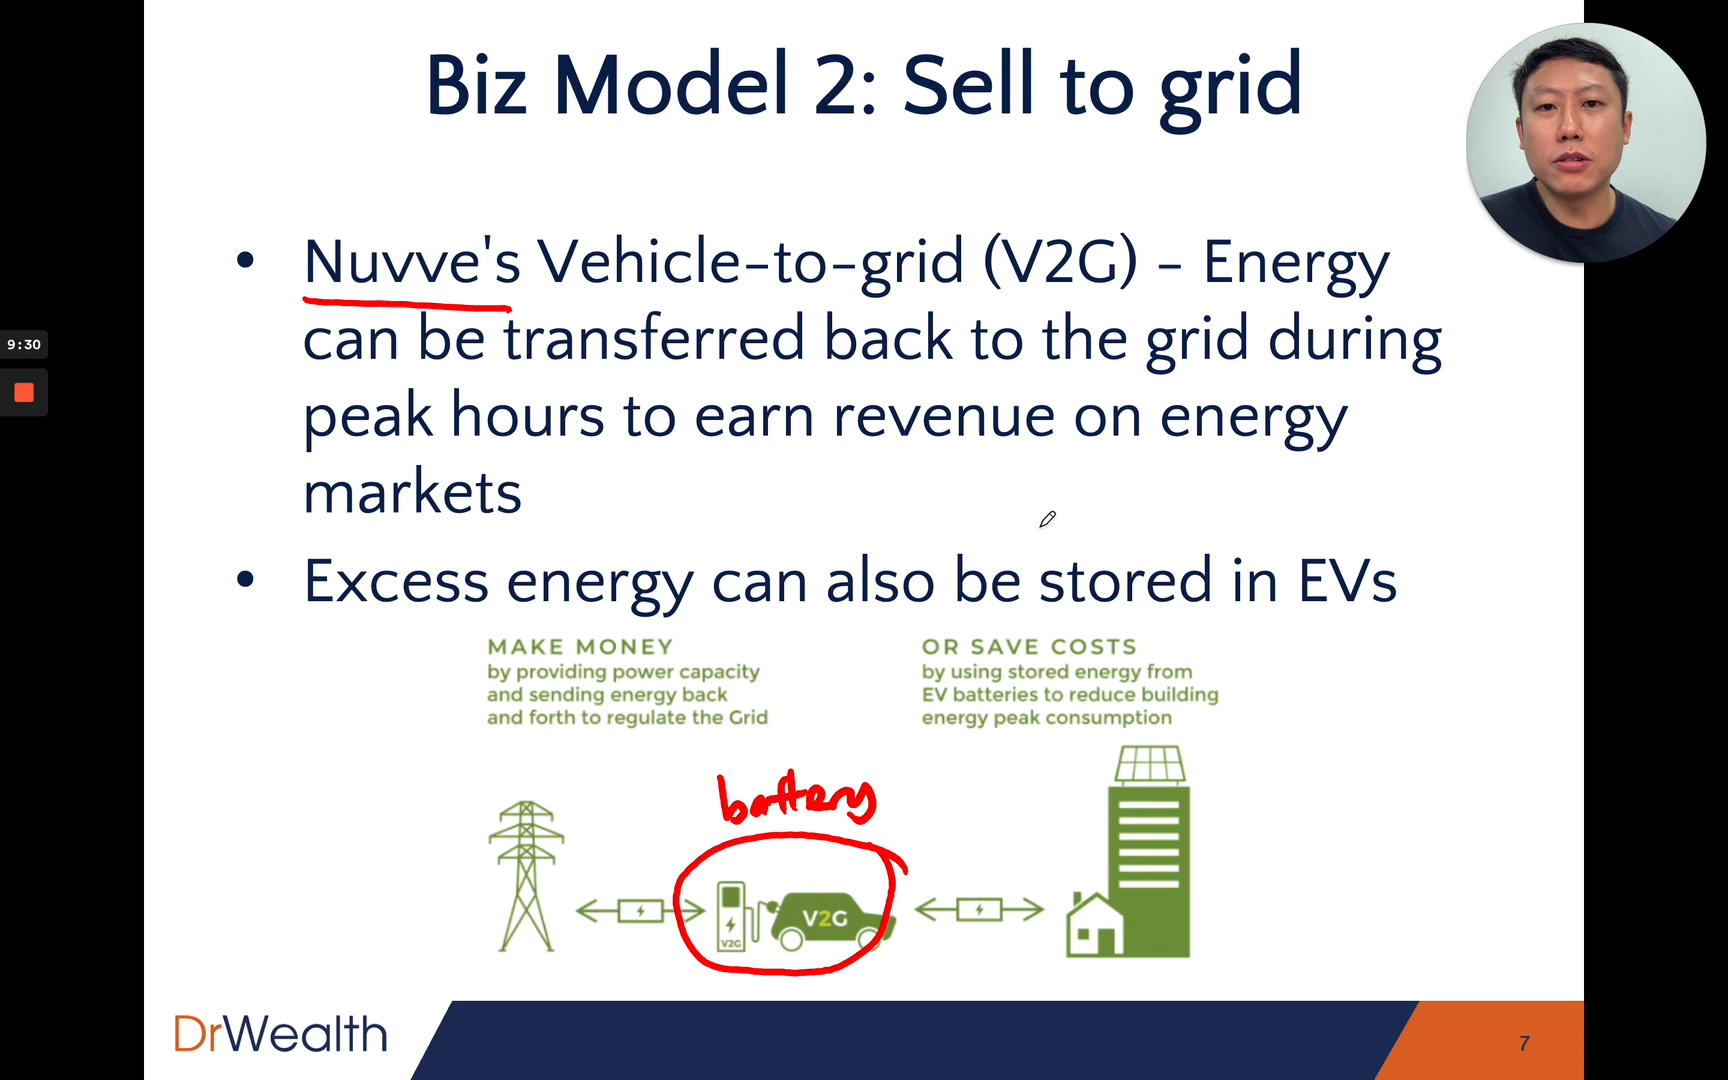 Biz Model 2: Sell to grid
9:30
• Nuvve's Vehicle-to-grid (V2G) - Energy
can be transferred back to the grid during
peak hours to earn revenue on energy
markets
• Excess energy can also be stored in EVs
MAKE MONEY
by providing power capacity
and sending energy back
and forth to regulate the Grid
OR SAVE COSTS
by using stored energy from
EV batteries to reduce building
energy peak consumption
battery
V2G
V2G
DrWealth
7